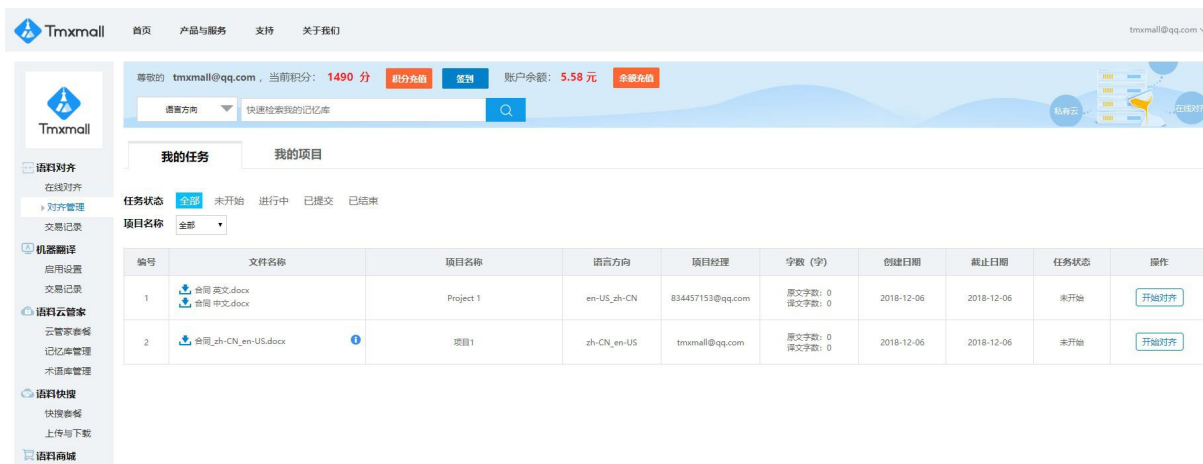 Tmxmall 首页 产品与服务 支持 关于我们 tmxmall@qq.com
尊敬的 tmxmall@qq.com , 当前积分: 1490 分 积分充值 签到 账户余额: 5.58 元 余额充值
语言方向 快速检索我的记忆库
私有云 在线对齐
Tmxmall
我的任务 我的项目
语料对齐
在线对齐
对齐管理
交易记录
机器翻译
启用设置
交易记录
语料云管家
云管家套餐
记忆库管理
术语库管理
语料快搜
快搜套餐
上传与下载
语料商城
任务状态 全部 未开始 进行中 已提交 已结束
项目名称 全部
编号 文件名称 项目名称 语言方向 项目经理 字数 (字) 创建日期 截止日期 任务状态 操作
1 合同 英文.docx
合同 中文.docx
Project 1 en-US_zh-CN 834457153@qq.com
原文字数: 0
译文字数: 0
2018-12-06 2018-12-06 未开始 开始对齐
2 合同_zh-CN_en-US.docx 项目1 zh-CN_en-US tmxmall@qq.com
原文字数: 0
译文字数: 0
2018-12-06 2018-12-06 未开始 开始对齐